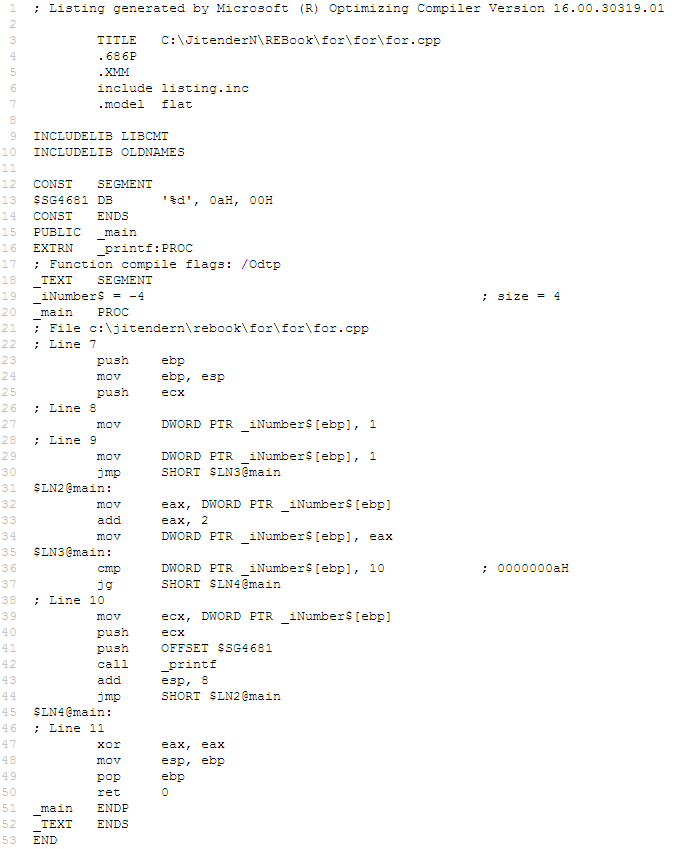 1 ; Listing generated by Microsoft (R) Optimizing Compiler Version 16.00.30319.01
2
3 TITLE C:\JitenderN\REBook\for\for\for.cpp
4 .686P
5 .XMM
6 include listing.inc
7 .model flat
8
9 INCLUDELIB LIBCMT
10 INCLUDELIB OLDNAMES
11
12 CONST SEGMENT
13 $SG4681 DB '%d', 0aH, 00H
14 CONST ENDS
15 PUBLIC _main
16 EXTRN _printf:PROC
17 ; Function compile flags: /Odtp
18 _TEXT SEGMENT
19 _iNumber$ = -4 ; size = 4
20 _main PROC
21 ; File c:\jitendern\rebook\for\for\for.cpp
22 ; Line 7
23 push ebp
24 mov ebp, esp
25 push ecx
26 ; Line 8
27 mov DWORD PTR _iNumber$[ebp], 1
28 ; Line 9
29 mov DWORD PTR _iNumber$[ebp], 1
30 jmp SHORT $LN3@main
31 $LN2@main:
32 mov eax, DWORD PTR _iNumber$[ebp]
33 add eax, 2
34 mov DWORD PTR _iNumber$[ebp], eax
35 $LN3@main:
36 cmp DWORD PTR _iNumber$[ebp], 10 ; 0000000aH
37 jg SHORT $LN4@main
38 ; Line 10
39 mov ecx, DWORD PTR _iNumber$[ebp]
40 push ecx
41 push OFFSET $SG4681
42 call _printf
43 add esp, 8
44 jmp SHORT $LN2@main
45 $LN4@main:
46 ; Line 11
47 xor eax, eax
48 mov esp, ebp
49 pop ebp
50 ret 0
51 _main ENDP
52 _TEXT ENDS
53 END